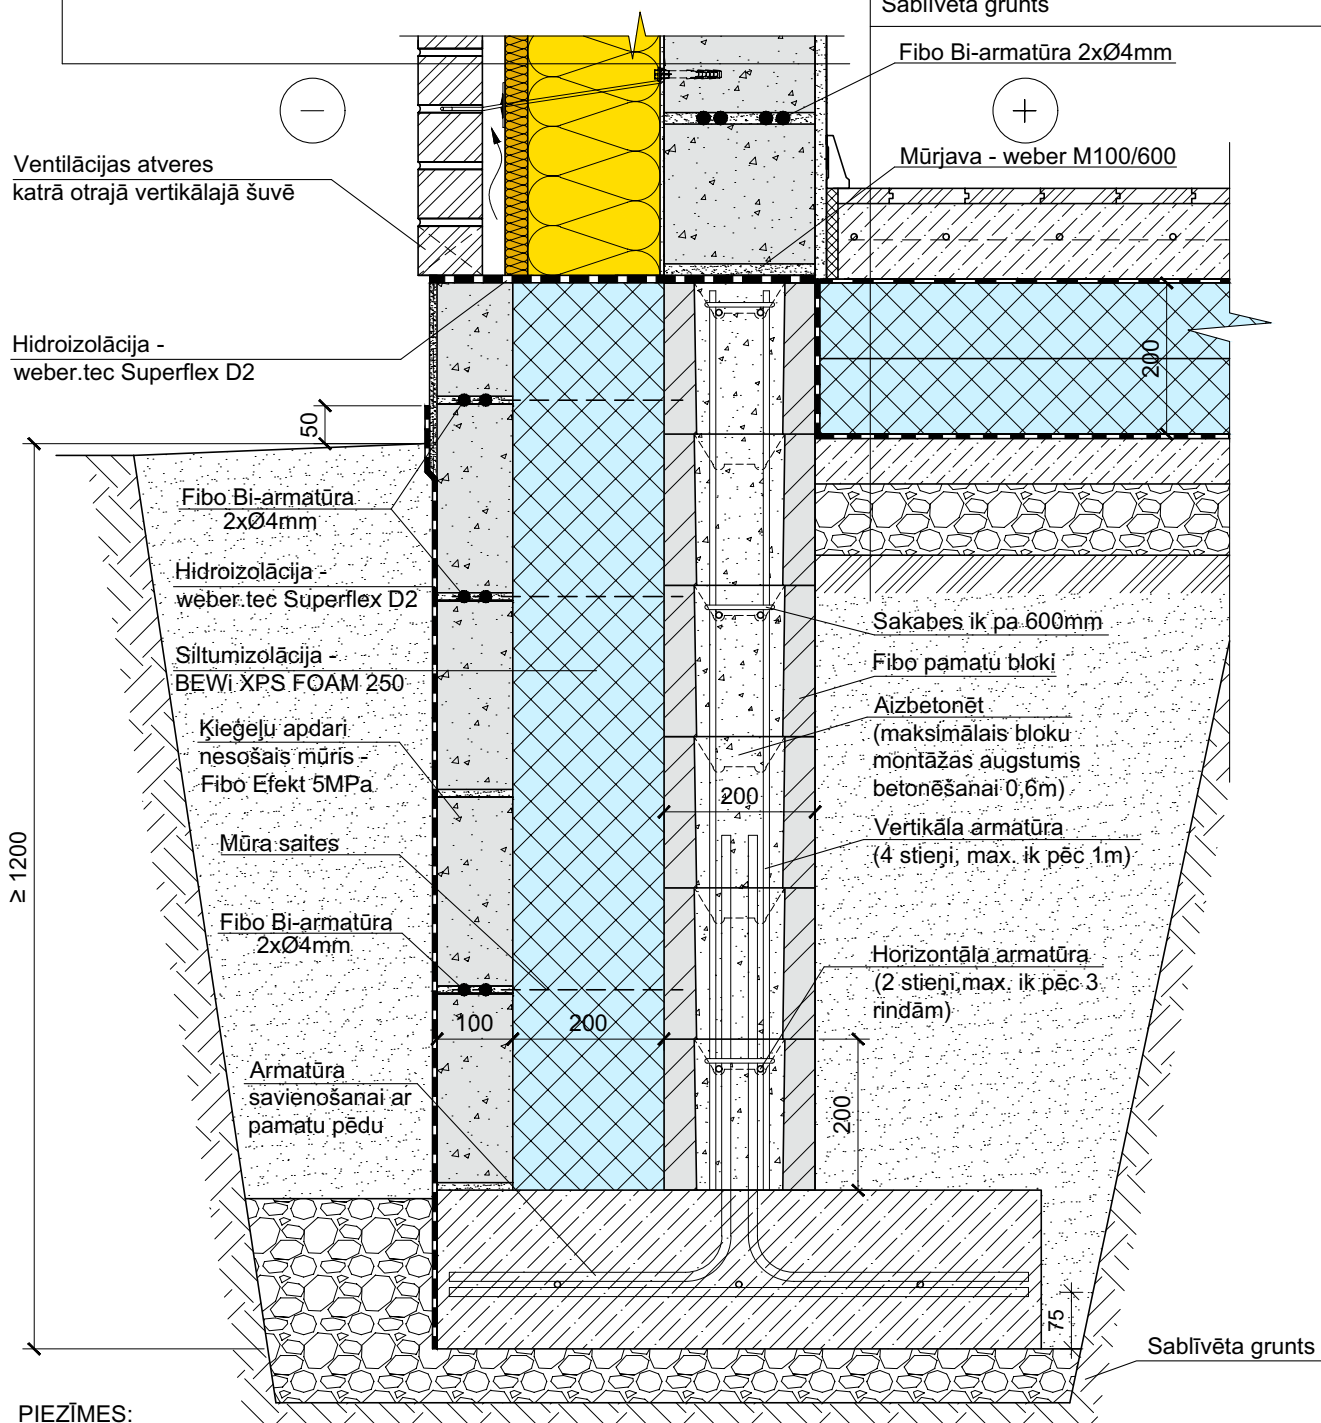 Sablīvēta grunts
Fibo Bi-armatūra 2xØ4mm
−
+
Ventilācijas atveres
katrā otrajā vertikālajā šuvē
Mūrjava - weber M100/600
Hidroizolācija -
weber.tec Superflex D2
200
50
Fibo Bi-armatūra
2xØ4mm
Hidroizolācija -
weber.tec Superflex D2
Siltumizolācija -
BEWi XPS FOAM 250
Ķieģeļu apdari
nesošais mūris -
Fibo Efekt 5MPa
Mūra saites
Fibo Bi-armatūra
2xØ4mm
Armatūra
savienošanai ar
pamatu pēdu
≥1200
100
200
200
Sakabes ik pa 600mm
Fibo pamatu bloki
Aizbetonēt
(maksimālais bloku
montāžas augstums
betonēšanai 0,6m)
Vertikāla armatūra
(4 stieņi, max. ik pēc 1m)
Horizontāla armatūra
(2 stieņi,max. ik pēc 3
rindām)
200
75
Sablīvēta grunts
PIEZĪMES: